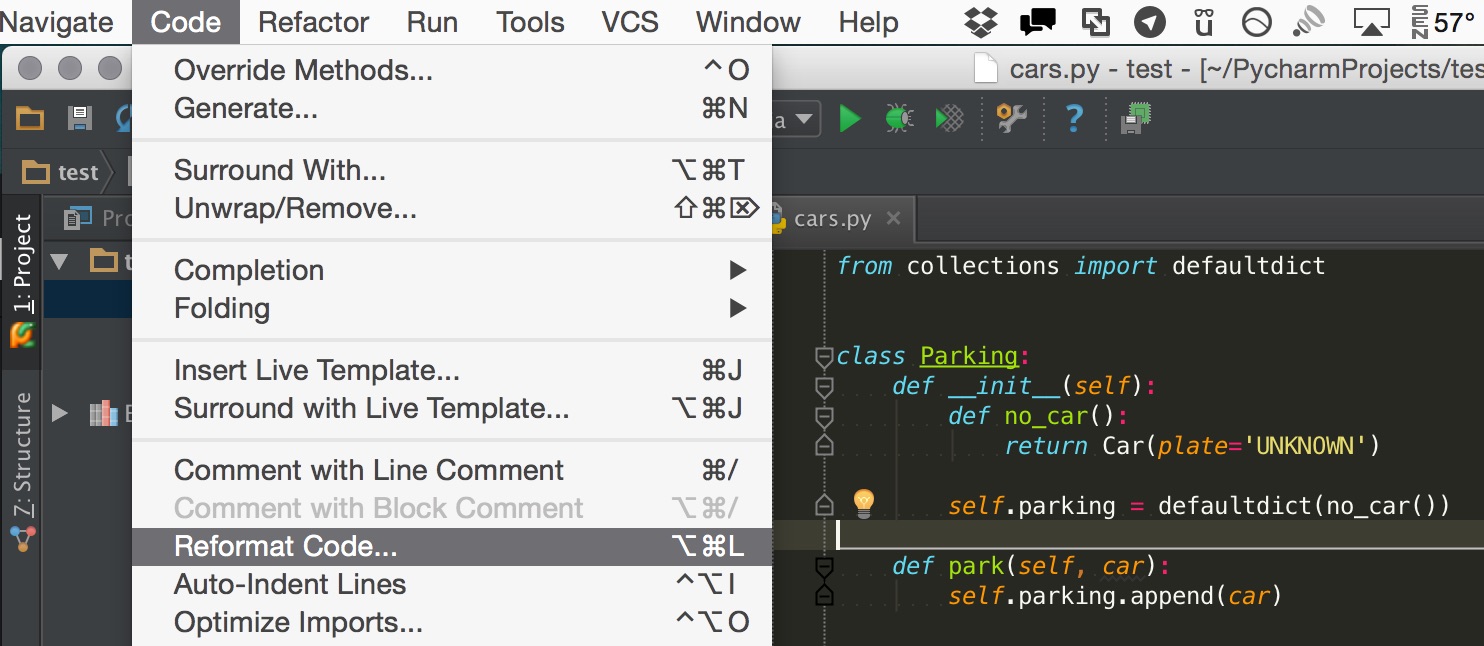 Navigate Code Refactor Run Tools VCS Window Help SEN 57°
cars.py - test - [~/PycharmProjects/tes
a
test
cars.py
1: Project
7: Structure
Override Methods... ^O
Generate... ⌘N
Surround With... ⌥⌘T
Unwrap/Remove... ⇧⌘⌦
Completion ▶
Folding ▶
Insert Live Template... ⌘J
Surround with Live Template... ⌥⌘J
Comment with Line Comment ⌘/
Comment with Block Comment ⌥⌘/
Reformat Code... ⌥⌘L
Auto-Indent Lines ^⌥I
Optimize Imports... ^⌥O
from collections import defaultdict
class Parking:
def __init__(self):
def no_car():
return Car(plate='UNKNOWN')
self.parking = defaultdict(no_car())
def park(self, car):
self.parking.append(car)